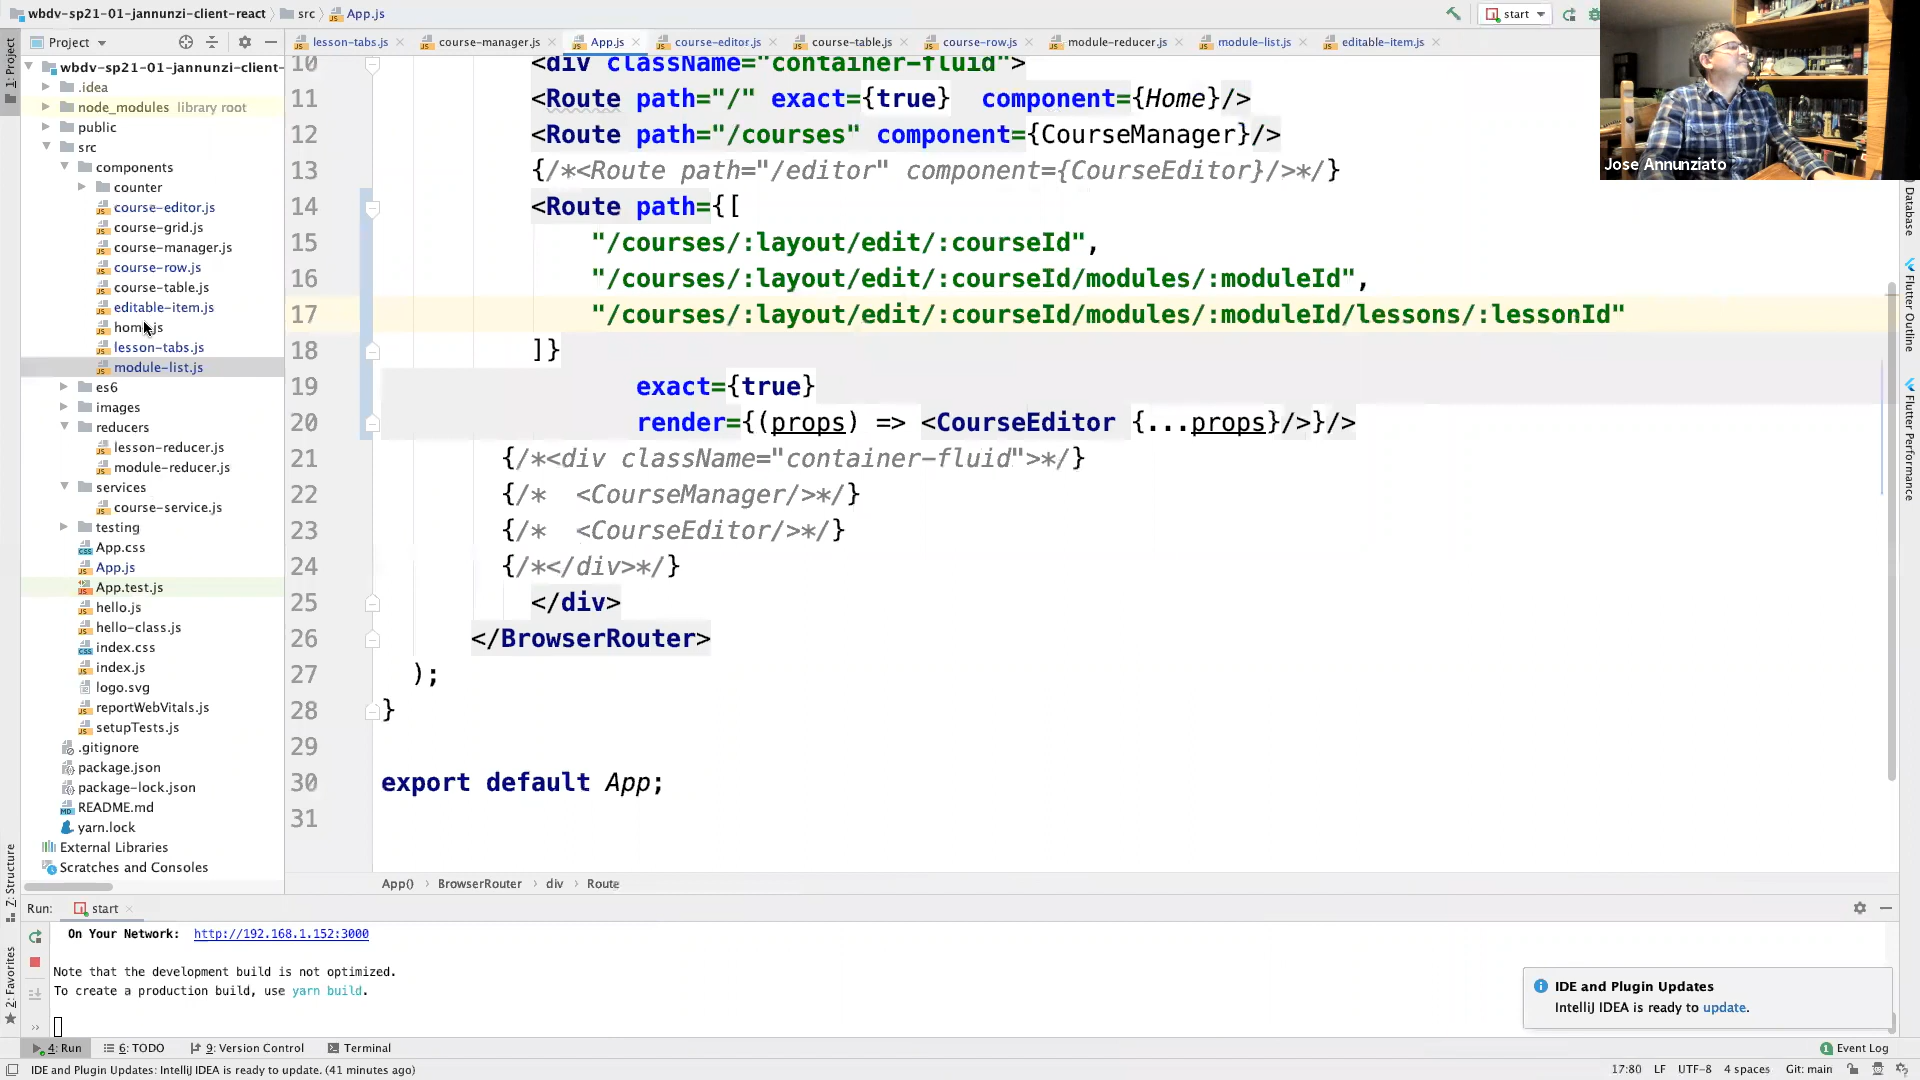 wbdv-sp21-01-jannunzi-client-react
src
App.js
start
Project
lesson-tabs.js
course-manager.js
App.js
course-editor.js
course-table.js
course-row.js
module-reducer.js
module-list.js
editable-item.js
1: Project
wbdv-sp21-01-jannunzi-client-
.idea
node_modules library root
public
src
components
counter
course-editor.js
course-grid.js
course-manager.js
course-row.js
course-table.js
editable-item.js
home.js
lesson-tabs.js
module-list.js
es6
images
reducers
lesson-reducer.js
module-reducer.js
services
course-service.js
testing
App.css
App.js
App.test.js
hello.js
hello-class.js
index.css
index.js
logo.svg
reportWebVitals.js
setupTests.js
.gitignore
package.json
package-lock.json
README.md
yarn.lock
External Libraries
Scratches and Consoles
10 <div className="container-fluid">
11 <Route path="/" exact={true} component={Home}/>
12 <Route path="/courses" component={CourseManager}/>
13 {/*<Route path="/editor" component={CourseEditor}/>*/}
14 <Route path={[
15 "/courses/:layout/edit/:courseId",
16 "/courses/:layout/edit/:courseId/modules/:moduleId",
17 "/courses/:layout/edit/:courseId/modules/:moduleId/lessons/:lessonId"
18 ]}
19 exact={true}
20 render={(props) => <CourseEditor {...props}/>}/>
21 {/*<div className="container-fluid">*/}
22 {/*  <CourseManager/>*/}
23 {/*  <CourseEditor/>*/}
24 {/*</div>*/}
25 </div>
26 </BrowserRouter>
27 );
28 }
29
30 export default App;
31
Jose Annunziato
Database
Flutter Outline
Flutter Performance
App() › BrowserRouter › div › Route
Z: Structure
2: Favorites
Run: start
On Your Network: http://192.168.1.152:3000
Note that the development build is not optimized.
To create a production build, use yarn build.
IDE and Plugin Updates
IntelliJ IDEA is ready to update.
4: Run
6: TODO
9: Version Control
Terminal
Event Log
IDE and Plugin Updates: IntelliJ IDEA is ready to update. (41 minutes ago)
17:80 LF UTF-8 4 spaces Git: main